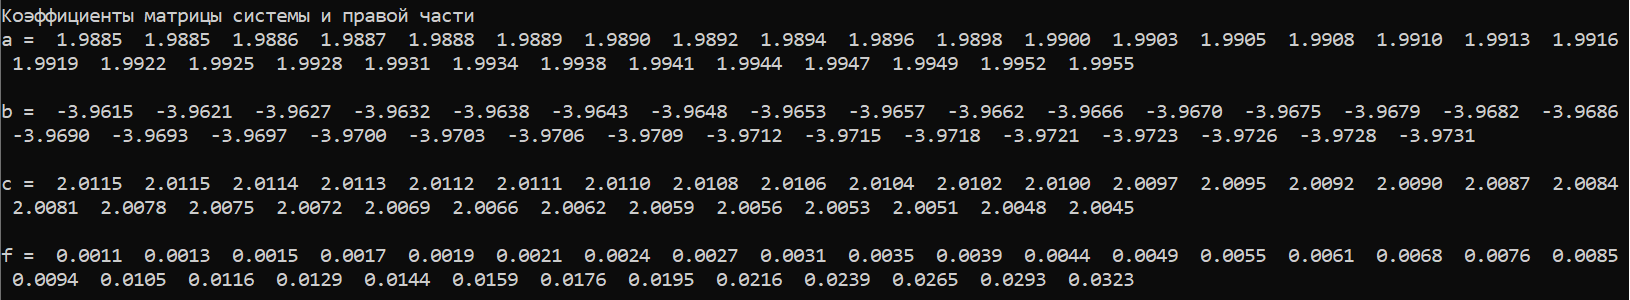 Коэффициенты матрицы системы и правой части
a =  1.9885  1.9885  1.9886  1.9887  1.9888  1.9889  1.9890  1.9892  1.9894  1.9896  1.9898  1.9900  1.9903  1.9905  1.9908  1.9910  1.9913  1.9916
1.9919  1.9922  1.9925  1.9928  1.9931  1.9934  1.9938  1.9941  1.9944  1.9947  1.9949  1.9952  1.9955
b =  -3.9615  -3.9621  -3.9627  -3.9632  -3.9638  -3.9643  -3.9648  -3.9653  -3.9657  -3.9662  -3.9666  -3.9670  -3.9675  -3.9679  -3.9682  -3.9686
-3.9690  -3.9693  -3.9697  -3.9700  -3.9703  -3.9706  -3.9709  -3.9712  -3.9715  -3.9718  -3.9721  -3.9723  -3.9726  -3.9728  -3.9731
c =  2.0115  2.0115  2.0114  2.0113  2.0112  2.0111  2.0110  2.0108  2.0106  2.0104  2.0102  2.0100  2.0097  2.0095  2.0092  2.0090  2.0087  2.0084
2.0081  2.0078  2.0075  2.0072  2.0069  2.0066  2.0062  2.0059  2.0056  2.0053  2.0051  2.0048  2.0045
f =  0.0011  0.0013  0.0015  0.0017  0.0019  0.0021  0.0024  0.0027  0.0031  0.0035  0.0039  0.0044  0.0049  0.0055  0.0061  0.0068  0.0076  0.0085
0.0094  0.0105  0.0116  0.0129  0.0144  0.0159  0.0176  0.0195  0.0216  0.0239  0.0265  0.0293  0.0323